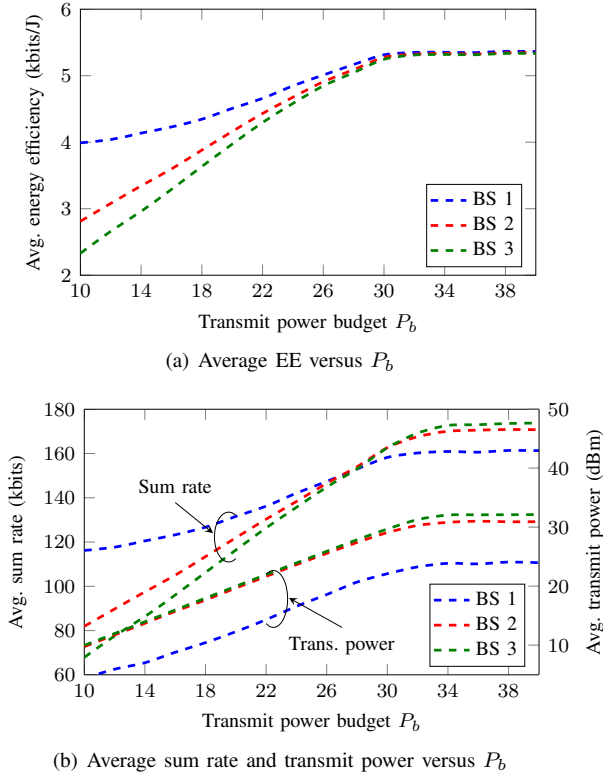 6
5
4
3
2
Avg. energy efficiency (kbits/J)
BS 1
BS 2
BS 3
10 14 18 22 26 30 34 38
Transmit power budget P_b
(a) Average EE versus P_b
180
160
140
120
100
80
60
Avg. sum rate (kbits)
50
40
30
20
10
Avg. transmit power (dBm)
Sum rate
Trans. power
BS 1
BS 2
BS 3
10 14 18 22 26 30 34 38
Transmit power budget P_b
(b) Average sum rate and transmit power versus P_b